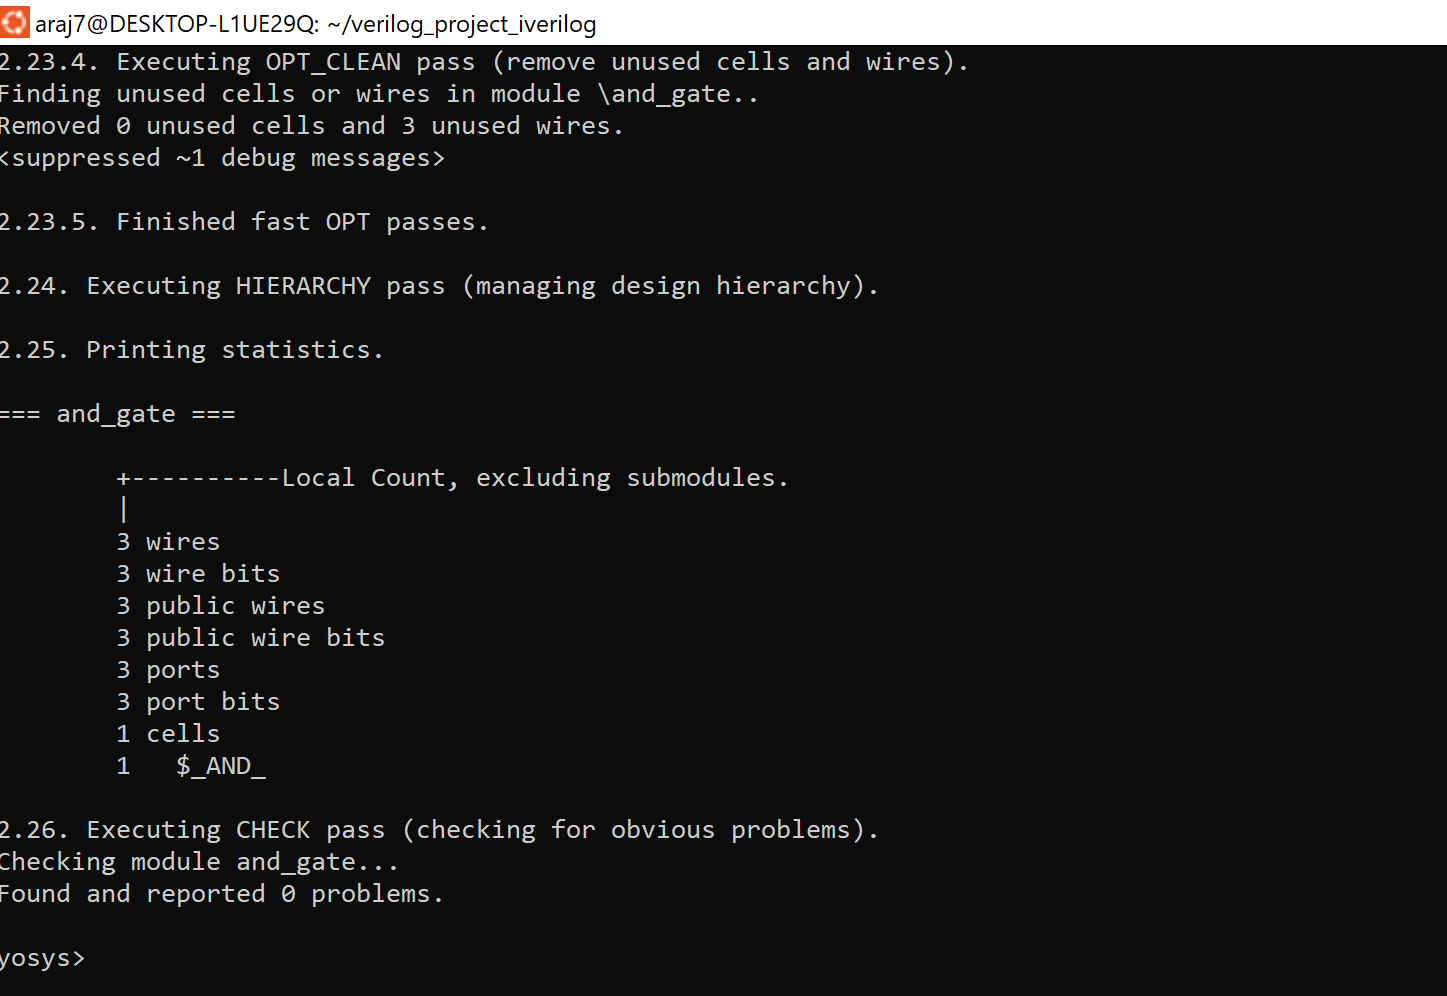 araj7@DESKTOP-L1UE29Q: ~/verilog_project_iverilog
2.23.4. Executing OPT_CLEAN pass (remove unused cells and wires).
Finding unused cells or wires in module \and_gate..
Removed 0 unused cells and 3 unused wires.
<suppressed ~1 debug messages>
2.23.5. Finished fast OPT passes.
2.24. Executing HIERARCHY pass (managing design hierarchy).
2.25. Printing statistics.
=== and_gate ===
+----------Local Count, excluding submodules.
|
3 wires
3 wire bits
3 public wires
3 public wire bits
3 ports
3 port bits
1 cells
1   $_AND_
2.26. Executing CHECK pass (checking for obvious problems).
Checking module and_gate...
Found and reported 0 problems.
yosys>